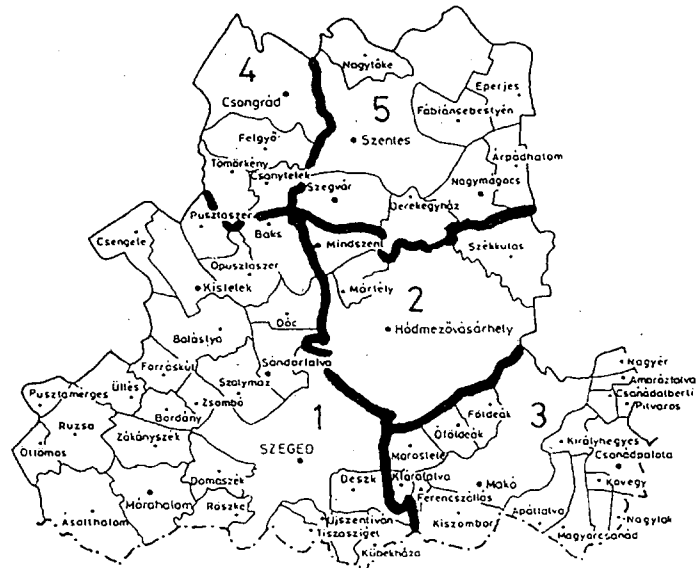 Nagytőke
4
Eperjes
Csongrád
5
Fábiánsebestyén
Szentes
Felgyő
Tömörkény
Árpádhalom
Csanytelek
Szegvár
Nagymágocs
Pusztaszer
Derekegyház
Csengele
Baks
Mindszent
Székkutas
Ópusztaszer
Kistelek
Mártély
2
Dóc
Hódmezővásárhely
Balástya
Sándorfalva
Nagyér
Forráskút
Ambrózfalva
Pusztamérges
Üllés
Szatymaz
Csanádalberti
Zsombó
Pitvaros
Bordány
1
Földeák
3
Ruzsa
Zákányszék
Óföldeák
Királyhegyes
Öttömös
SZEGED
Maroslele
Csanádpalota
Domaszék
Deszk
Klárafalva
Makó
Kövegy
Mórahalom
Röszke
Ferencszállás
Ásotthalom
Újszentiván
Kiszombor
Apátfalva
Nagylak
Tiszasziget
Magyarcsanád
Kübekháza